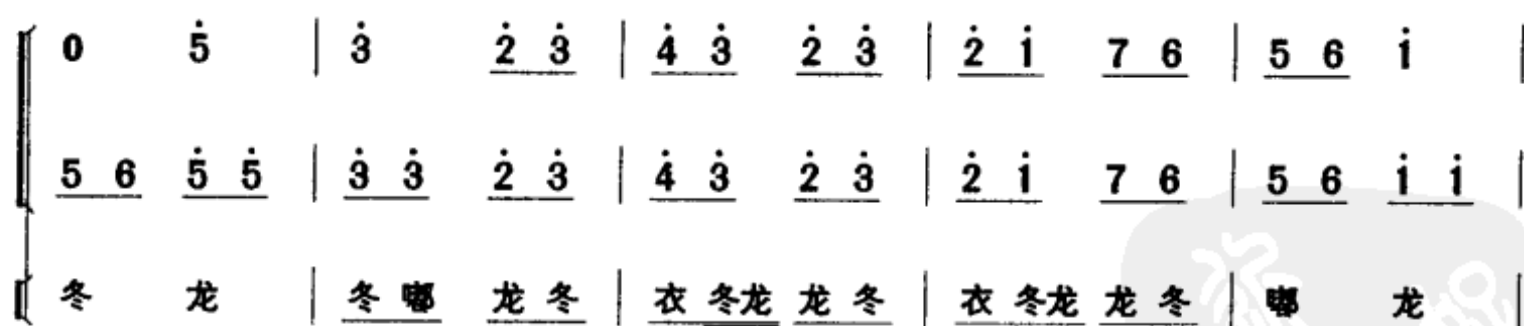 0 5̇ | 3̇ 2̇ 3̇ | 4̇ 3̇ 2̇ 3̇ | 2̇ 1̇ 7 6 | 5 6 1̇ |
5 6 5̇ 5̇ | 3̇ 3̇ 2̇ 3̇ | 4̇ 3̇ 2̇ 3̇ | 2̇ 1̇ 7 6 | 5 6 1̇ 1̇ |
冬 龙 | 冬 嘟 龙 冬 | 衣 冬龙 龙 冬 | 衣 冬龙 龙 冬 | 嘟 龙 |